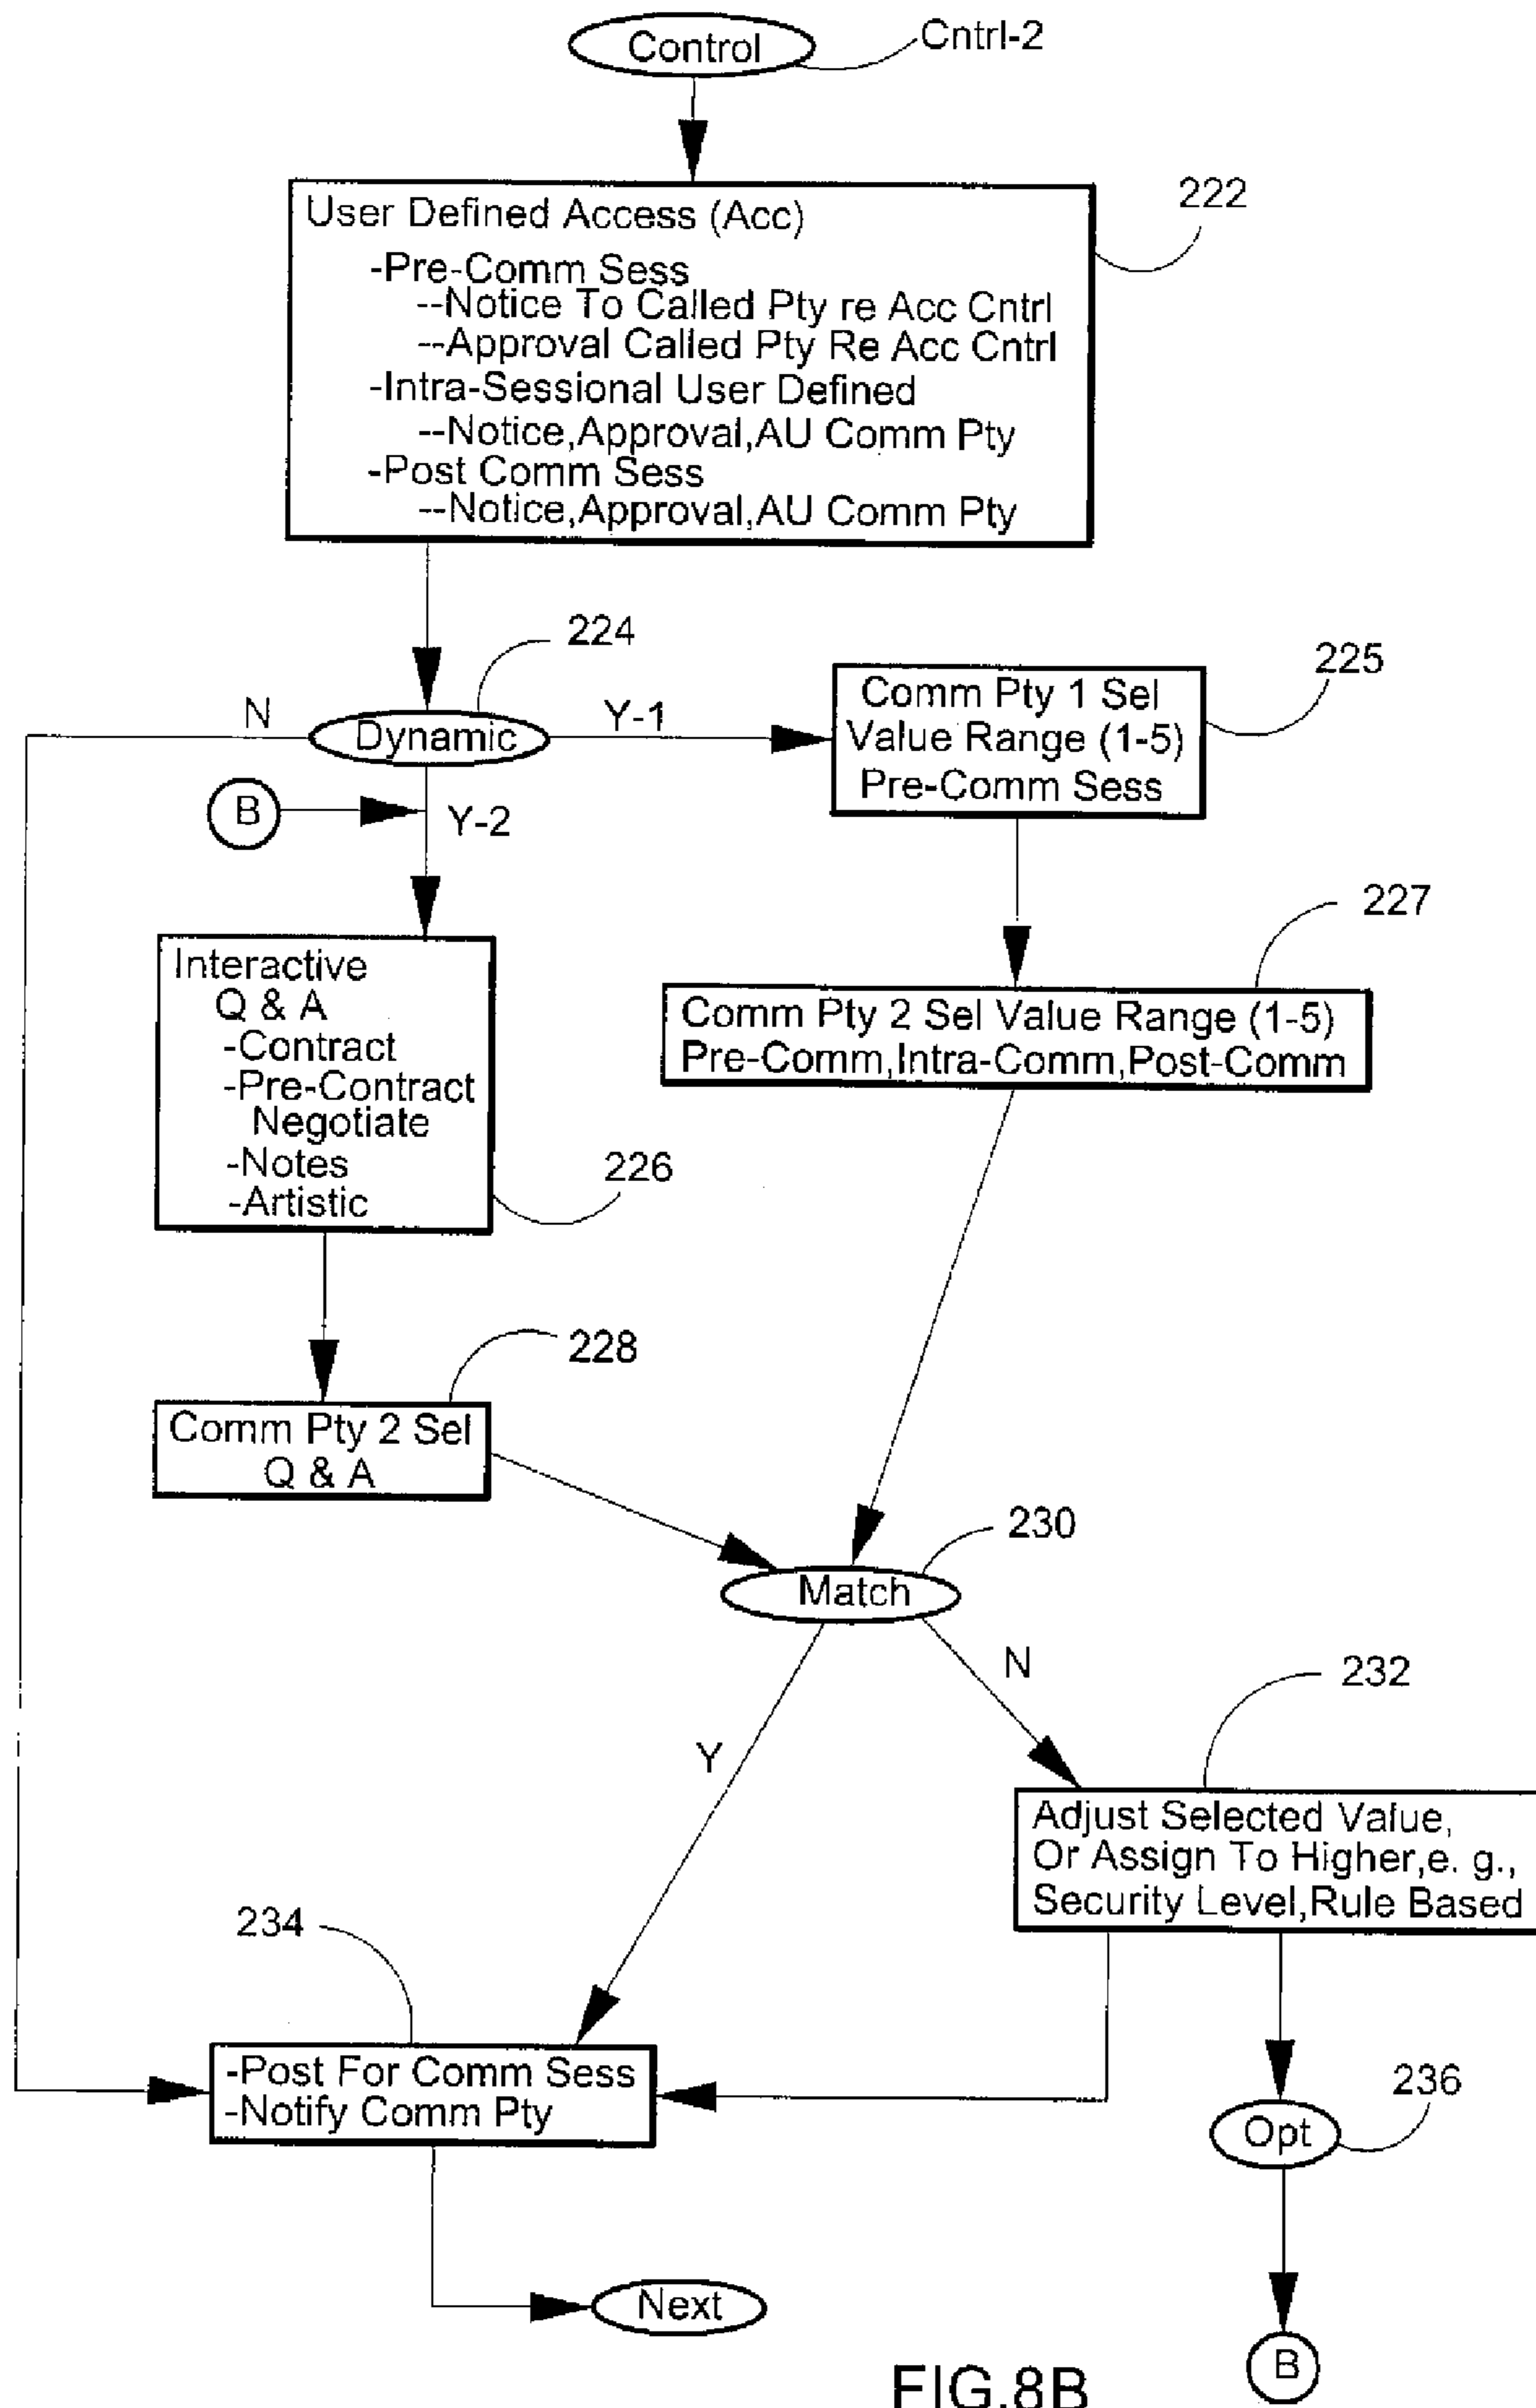 Control
Cntrl-2
222
User Defined Access (Acc)
-Pre-Comm Sess
--Notice To Called Pty re Acc Cntrl
--Approval Called Pty Re Acc Cntrl
-Intra-Sessional User Defined
--Notice,Approval,AU Comm Pty
-Post Comm Sess
--Notice,Approval,AU Comm Pty
224
225
N
Dynamic
Y-1
Comm Pty 1 Sel
Value Range (1-5)
Pre-Comm Sess
B
Y-2
227
Interactive
Q & A
-Contract
-Pre-Contract
Negotiate
-Notes
-Artistic
226
Comm Pty 2 Sel Value Range (1-5)
Pre-Comm,Intra-Comm,Post-Comm
228
Comm Pty 2 Sel
Q & A
230
Match
N
Y
232
Adjust Selected Value,
Or Assign To Higher,e. g.,
Security Level,Rule Based
234
-Post For Comm Sess
-Notify Comm Pty
236
Opt
Next
B
FIG.8B